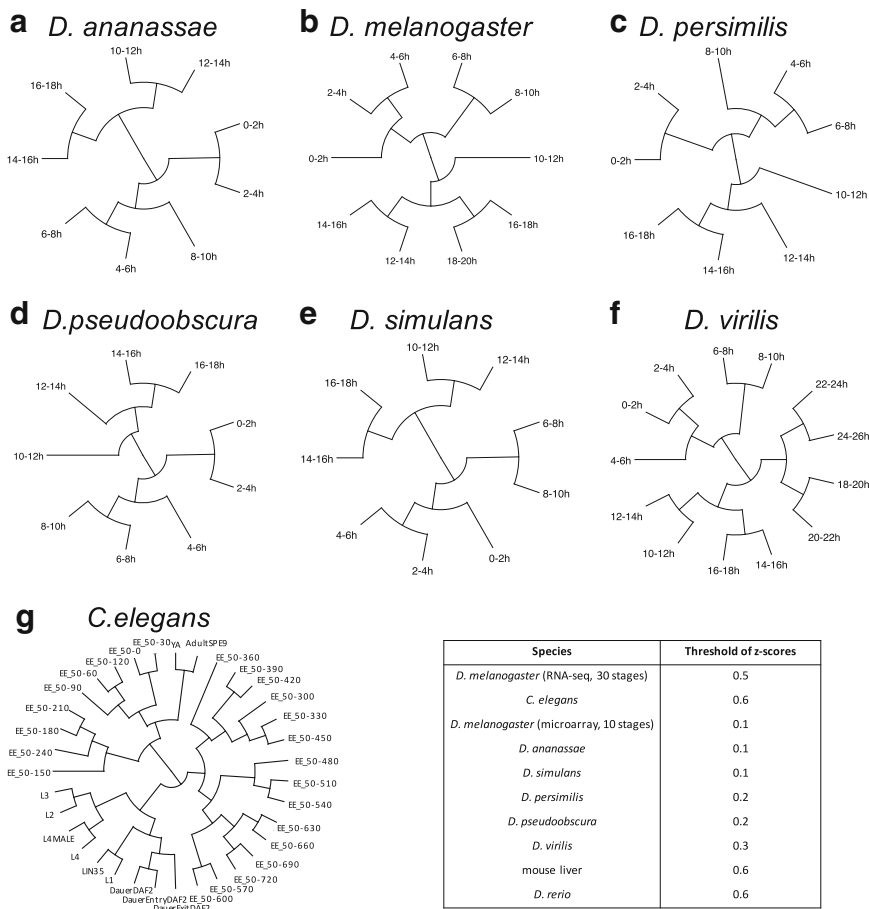 a D. ananassae
10-12h
12-14h
16-18h
0-2h
14-16h
2-4h
6-8h
8-10h
4-6h
b D. melanogaster
4-6h
6-8h
2-4h
8-10h
0-2h
10-12h
14-16h
16-18h
12-14h
18-20h
c D. persimilis
8-10h
4-6h
2-4h
6-8h
0-2h
10-12h
16-18h
12-14h
14-16h
d D.pseudoobscura
14-16h
16-18h
12-14h
0-2h
10-12h
2-4h
8-10h
4-6h
6-8h
e D. simulans
10-12h
12-14h
16-18h
6-8h
14-16h
8-10h
4-6h
0-2h
2-4h
f D. virilis
6-8h
8-10h
2-4h
22-24h
0-2h
24-26h
4-6h
18-20h
12-14h
20-22h
10-12h
14-16h
16-18h
g C.elegans
EE_50-30
YA
AdultSPE9
EE_50-0
EE_50-360
EE_50-120
EE_50-390
EE_50-60
EE_50-420
EE_50-90
EE_50-300
EE_50-210
EE_50-330
EE_50-180
EE_50-450
EE_50-240
EE_50-480
EE_50-150
EE_50-510
L3
EE_50-540
L2
EE_50-630
L4MALE
EE_50-660
L4
EE_50-690
LIN35
EE_50-720
L1
EE_50-570
DauerDAF2
EE_50-600
DauerEntryDAF2
DauerExitDAF2
Species Threshold of z-scores
D. melanogaster (RNA-seq, 30 stages) 0.5
C. elegans 0.6
D. melanogaster (microarray, 10 stages) 0.1
D. ananassae 0.1
D. simulans 0.1
D. persimilis 0.2
D. pseudoobscura 0.2
D. virilis 0.3
mouse liver 0.6
D. rerio 0.6